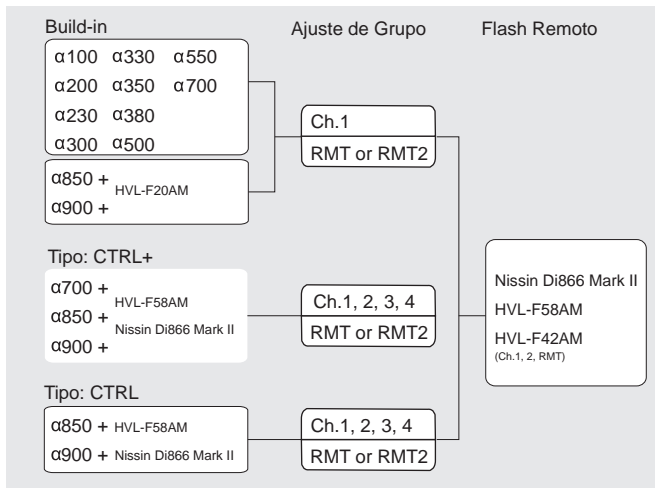 Build-in
Ajuste de Grupo
Flash Remoto
α100 α330 α550
α200 α350 α700
α230 α380
α300 α500
α850 +
HVL-F20AM
α900 +
Ch.1
RMT or RMT2
Tipo: CTRL+
α700 +
HVL-F58AM
α850 +
Nissin Di866 Mark II
α900 +
Ch.1, 2, 3, 4
RMT or RMT2
Tipo: CTRL
α850 + HVL-F58AM
α900 + Nissin Di866 Mark II
Ch.1, 2, 3, 4
RMT or RMT2
Nissin Di866 Mark II
HVL-F58AM
HVL-F42AM
(Ch.1, 2, RMT)